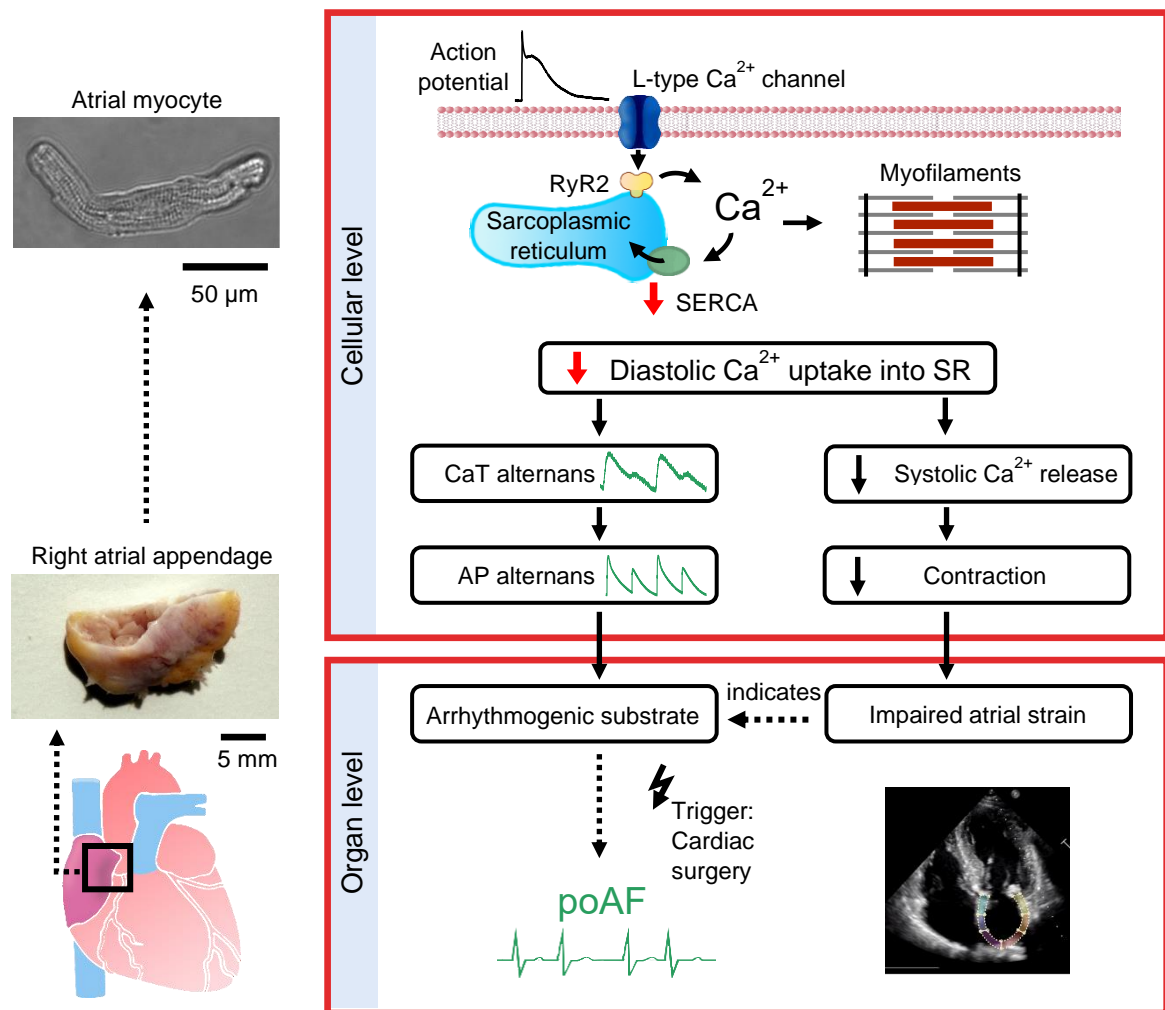 Atrial myocyte
50 µm
Right atrial appendage
5 mm
Cellular level
Action
potential
L-type Ca²⁺ channel
RyR2
Ca²⁺
Myofilaments
Sarcoplasmic
reticulum
SERCA
Diastolic Ca²⁺ uptake into SR
CaT alternans
Systolic Ca²⁺ release
AP alternans
Contraction
Organ level
indicates
Arrhythmogenic substrate
Impaired atrial strain
Trigger:
Cardiac
surgery
poAF